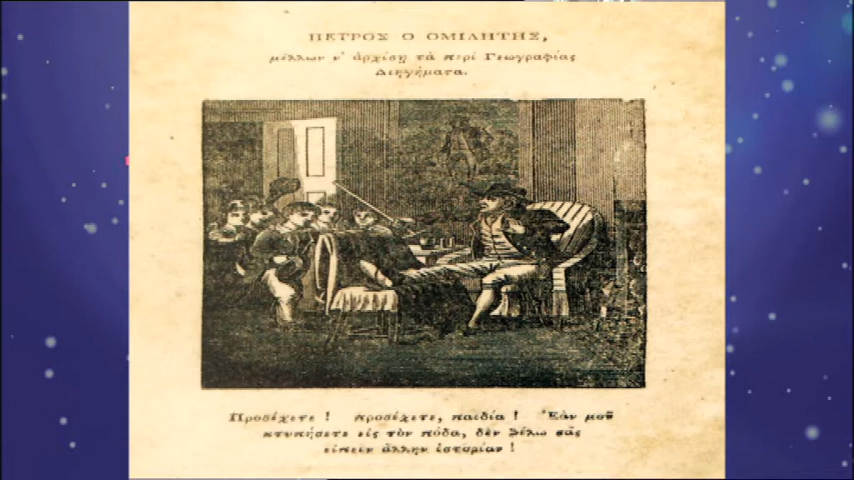 ΠΕΤΡΟΣ Ο ΟΜΙΛΗΤΗΣ,
μέλλων ν' ἀρχίσῃ τὰ περὶ Γεωγραφίας
Διηγήματα.
Προσέχετε ! προσέχετε, παιδία ! Ἐὰν μοῦ
κτυπήσετε εἰς τὸν πόδα, δὲν θέλω σᾶς
εἰπεῖν ἄλλην ἱστορίαν !